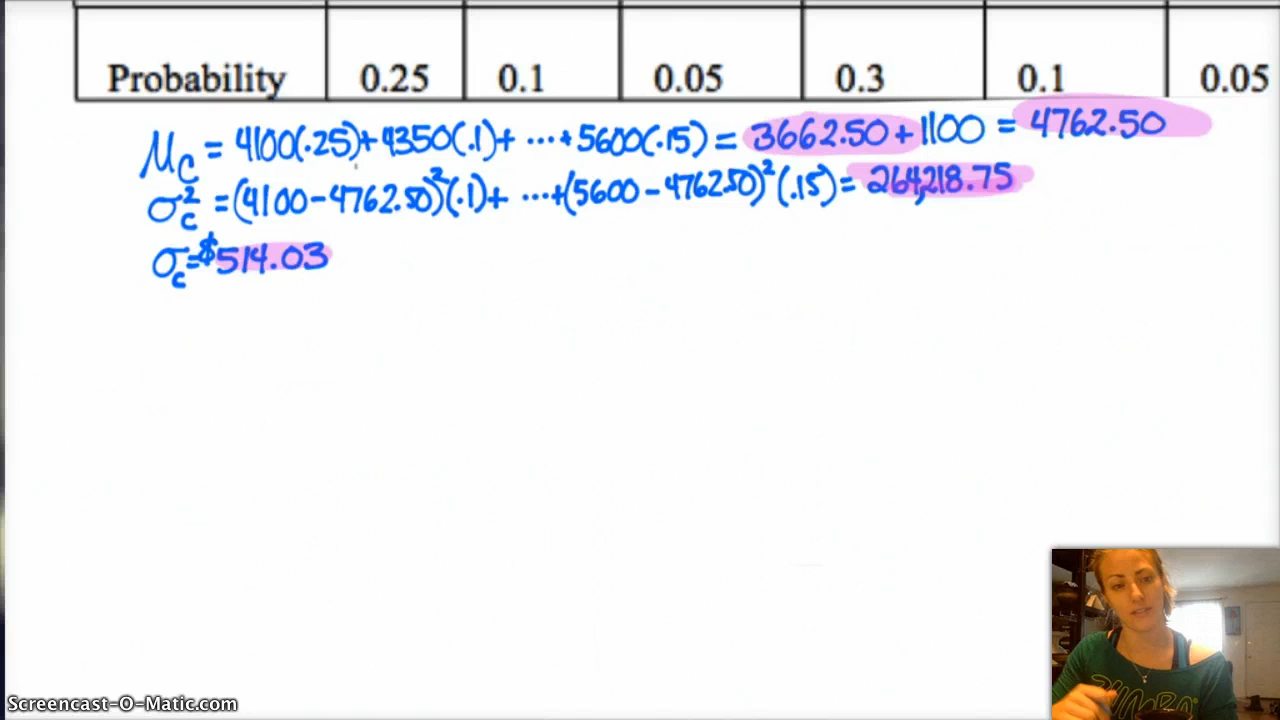 Probability 0.25 0.1 0.05 0.3 0.1 0.05
μc = 4100(.25)+4350(.1)+ ...+ 5600(.15) = 3662.50 + 1100 = 4762.50
σc² = (4100-4762.50)²(.1)+ ...+(5600-4762.50)²(.15) = 264,218.75
σc = $514.03
SCREENCAST-O-MATIC.com